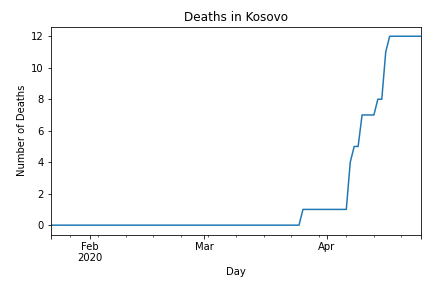 Deaths in Kosovo
12
10
8
6
4
2
0
Number of Deaths
Feb
2020
Mar
Apr
Day